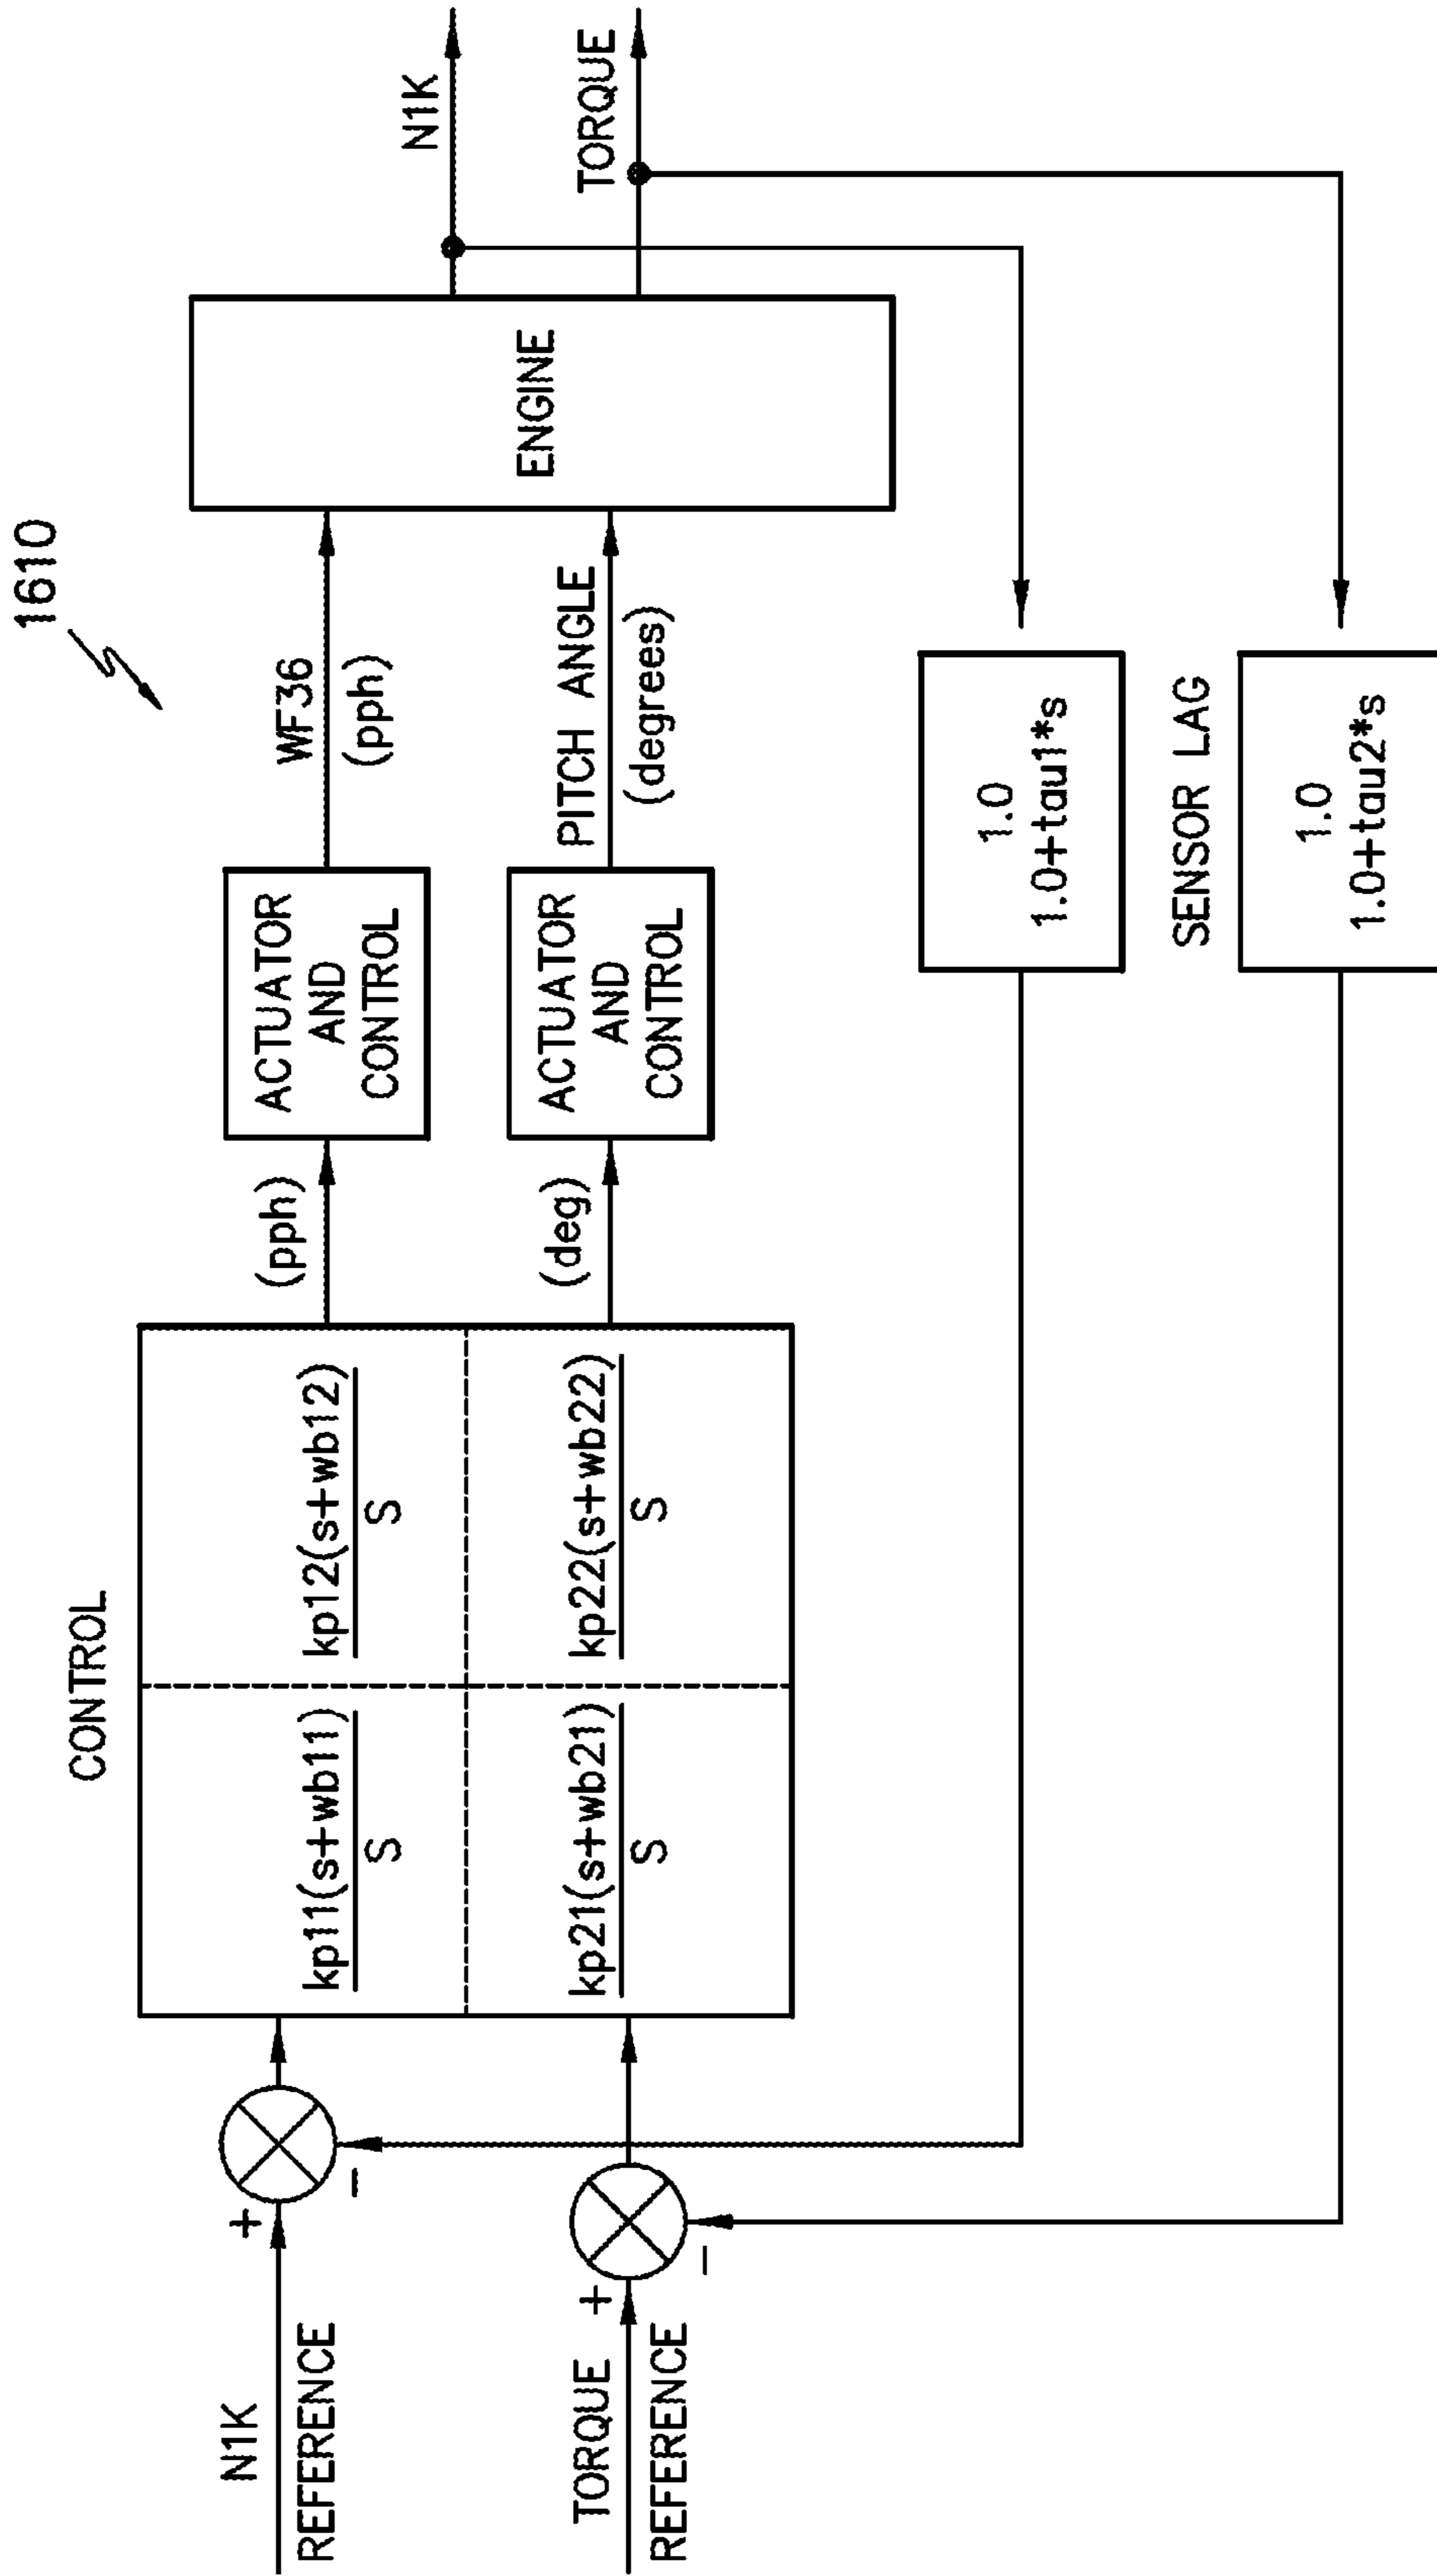 1610
CONTROL
N1K
REFERENCE
+
-
TORQUE
REFERENCE
+
-
kp11(s+wb11)
S
kp12(s+wb12)
S
kp21(s+wb21)
S
kp22(s+wb22)
S
(pph)
(deg)
ACTUATOR
AND
CONTROL
ACTUATOR
AND
CONTROL
WF36
(pph)
PITCH ANGLE
(degrees)
ENGINE
N1K
TORQUE
1.0
1.0+tau1*s
SENSOR LAG
1.0
1.0+tau2*s